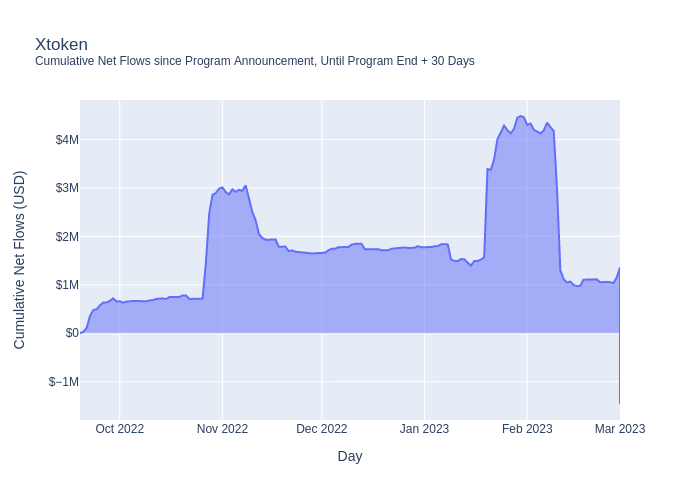 Xtoken
Cumulative Net Flows since Program Announcement, Until Program End + 30 Days
Cumulative Net Flows (USD)
$4M
$3M
$2M
$1M
$0
$−1M
Oct 2022 Nov 2022 Dec 2022 Jan 2023 Feb 2023 Mar 2023
Day